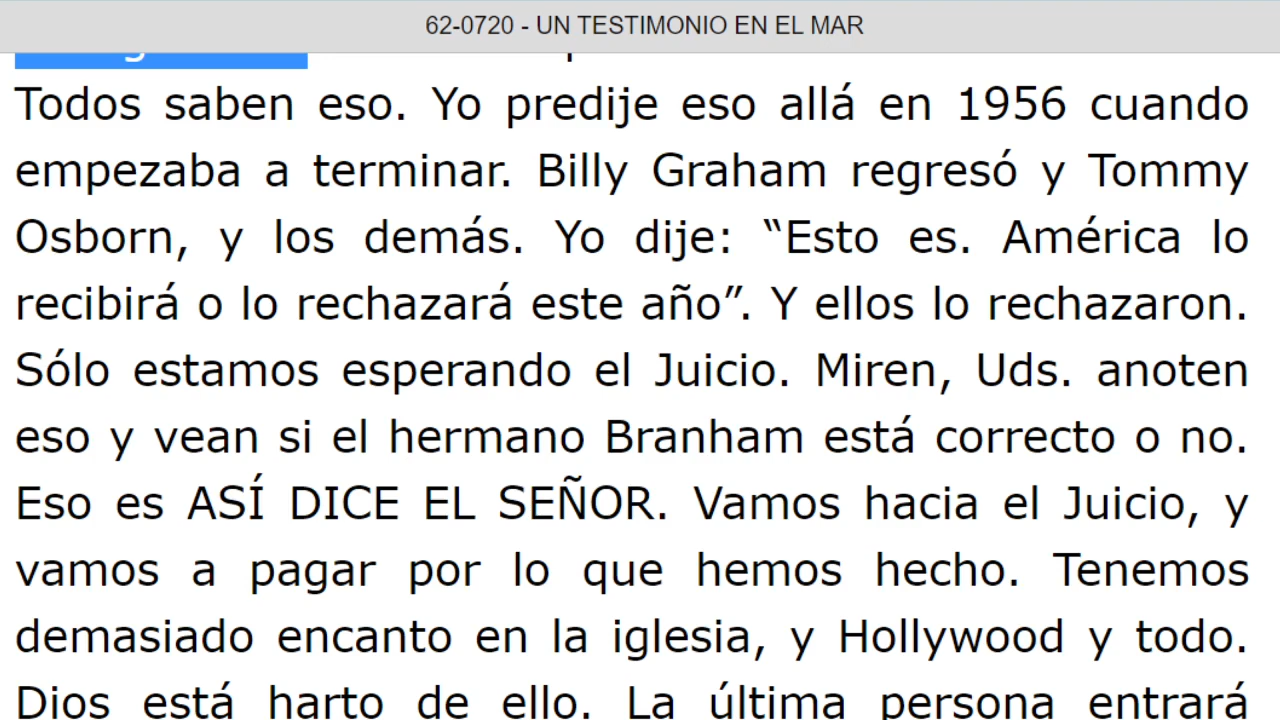 62-0720 - UN TESTIMONIO EN EL MAR
Todos saben eso. Yo predije eso allá en 1956 cuando
empezaba a terminar. Billy Graham regresó y Tommy
Osborn, y los demás. Yo dije: “Esto es. América lo
recibirá o lo rechazará este año”. Y ellos lo rechazaron.
Sólo estamos esperando el Juicio. Miren, Uds. anoten
eso y vean si el hermano Branham está correcto o no.
Eso es ASÍ DICE EL SEÑOR. Vamos hacia el Juicio, y
vamos a pagar por lo que hemos hecho. Tenemos
demasiado encanto en la iglesia, y Hollywood y todo.
Dios está harto de ello. La última persona entrará